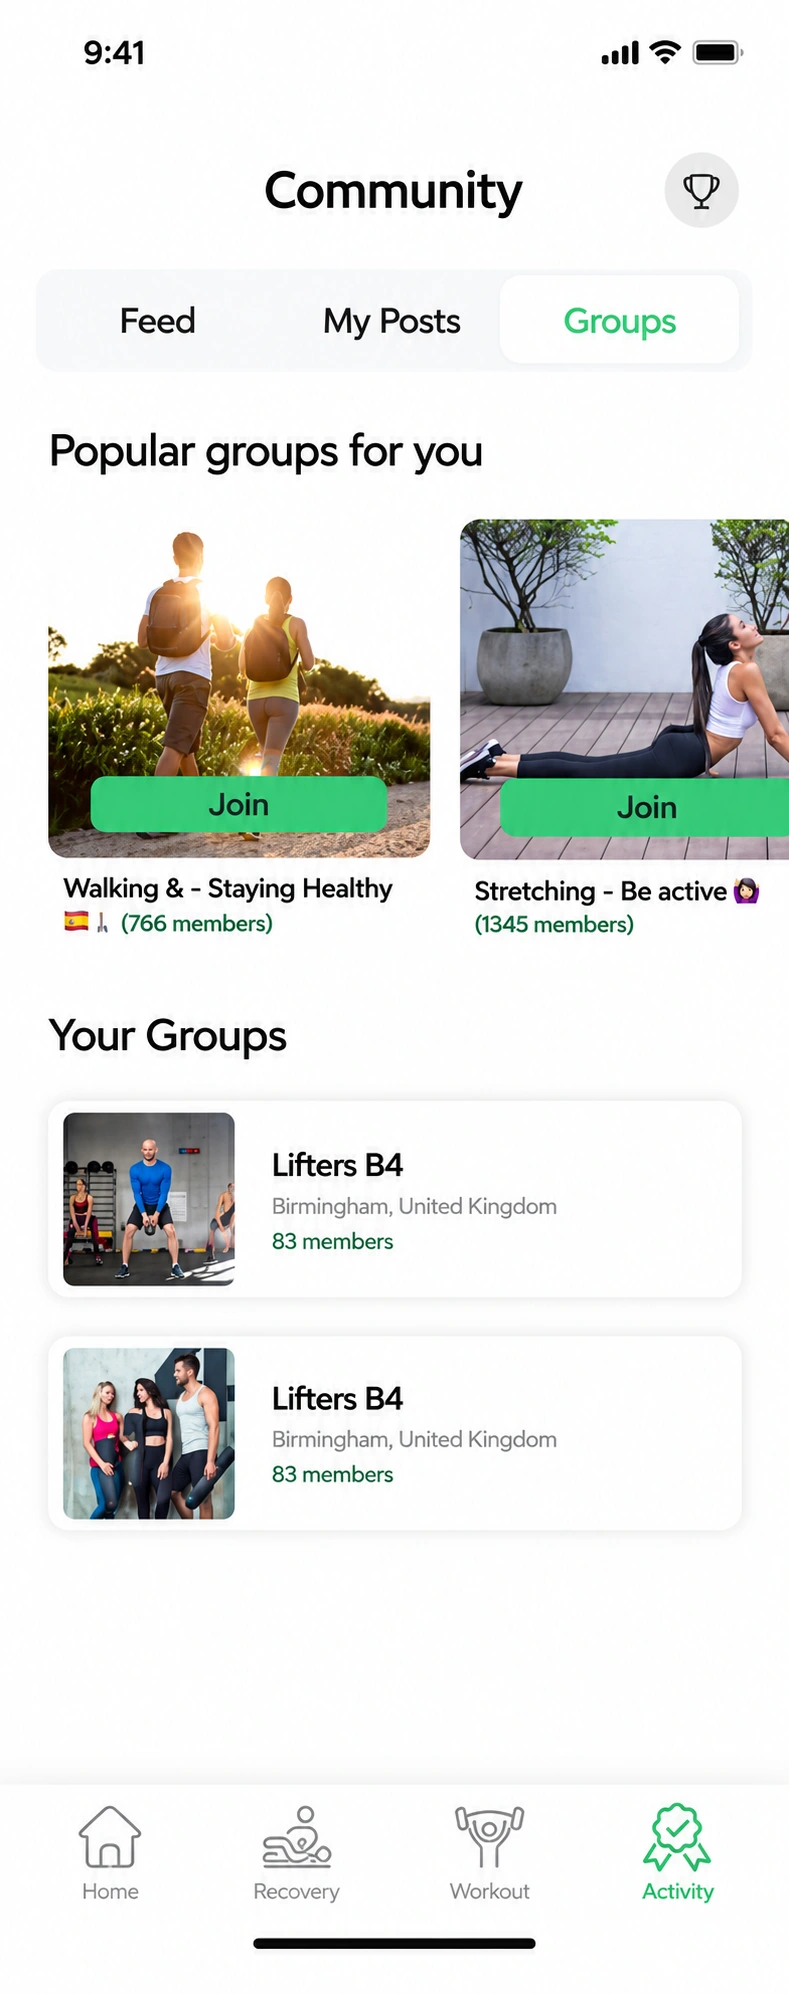 9:41
Community
Feed
My Posts
Groups
Popular groups for you
Join
Walking & - Staying Healthy
🇪🇸 (766 members)
Join
Stretching - Be active 🙋🏻‍♀️
(1345 members)
Your Groups
Lifters B4
Birmingham, United Kingdom
83 members
Lifters B4
Birmingham, United Kingdom
83 members
Home
Recovery
Workout
Activity